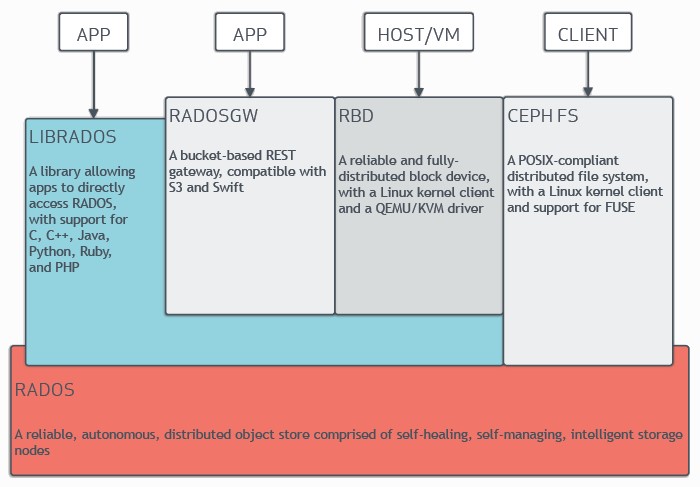 APP
APP
HOST/VM
CLIENT
LIBRADOS
A library allowing
apps to directly
access RADOS,
with support for
C, C++, Java,
Python, Ruby,
and PHP
RADOSGW
A bucket-based REST
gateway, compatible with
S3 and Swift
RBD
A reliable and fully-
distributed block device,
with a Linux kernel client
and a QEMU/KVM driver
CEPH FS
A POSIX-compliant
distributed file system,
with a Linux kernel client
and support for FUSE
RADOS
A reliable, autonomous, distributed object store comprised of self-healing, self-managing, intelligent storage
nodes